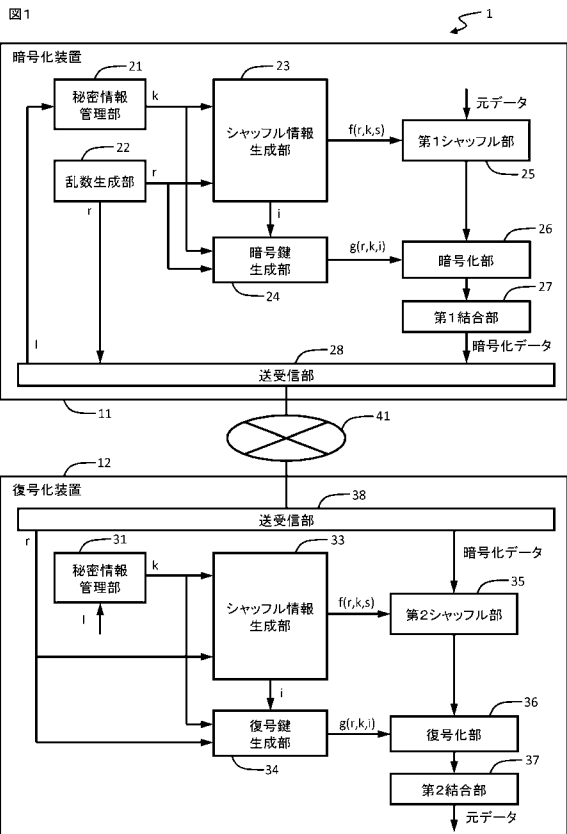 図1
1
暗号化装置
21
秘密情報
管理部
k
23
シャッフル情報
生成部
元データ
f(r,k,s)
第1シャッフル部
25
22
乱数生成部
r
r
i
暗号鍵
生成部
24
g(r,k,i)
26
暗号化部
27
第1結合部
暗号化データ
I
28
送受信部
11
41
12
復号化装置
38
送受信部
r
31
秘密情報
管理部
k
I
33
シャッフル情報
生成部
暗号化データ
35
f(r,k,s)
第2シャッフル部
i
復号鍵
生成部
34
g(r,k,i)
36
復号化部
37
第2結合部
元データ